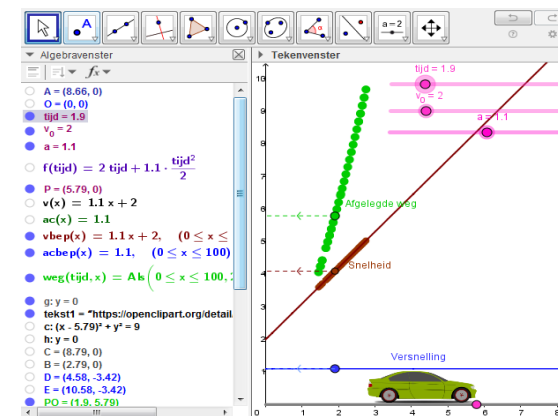 A
a = 2
Algebravenster
Tekenvenster
fx
A = (8.66, 0)
O = (0, 0)
tijd = 1.9
v₀ = 2
a = 1.1
f(tijd) = 2 tijd + 1.1 · tijd²/2
P = (5.79, 0)
v(x) = 1.1 x + 2
ac(x) = 1.1
vbep(x) = 1.1 x + 2, (0 ≤ x ≤
acbep(x) = 1.1, (0 ≤ x ≤ 100)
weg(tijd, x) = Als(0 ≤ x ≤ 100, 2
g: y = 0
tekst1 = "https://openclipart.org/detail
c: (x - 5.79)² + y² = 9
h: y = 0
C = (8.79, 0)
B = (2.79, 0)
D = (4.58, -3.42)
E = (10.58, -3.42)
PO = (1.9, 5.79)
tijd = 1.9
v₀ = 2
a = 1.1
Afgelegde weg
Snelheid
Versnelling
10
9
8
7
6
5
4
3
2
1
0
1 2 3 4 5 6 7 8